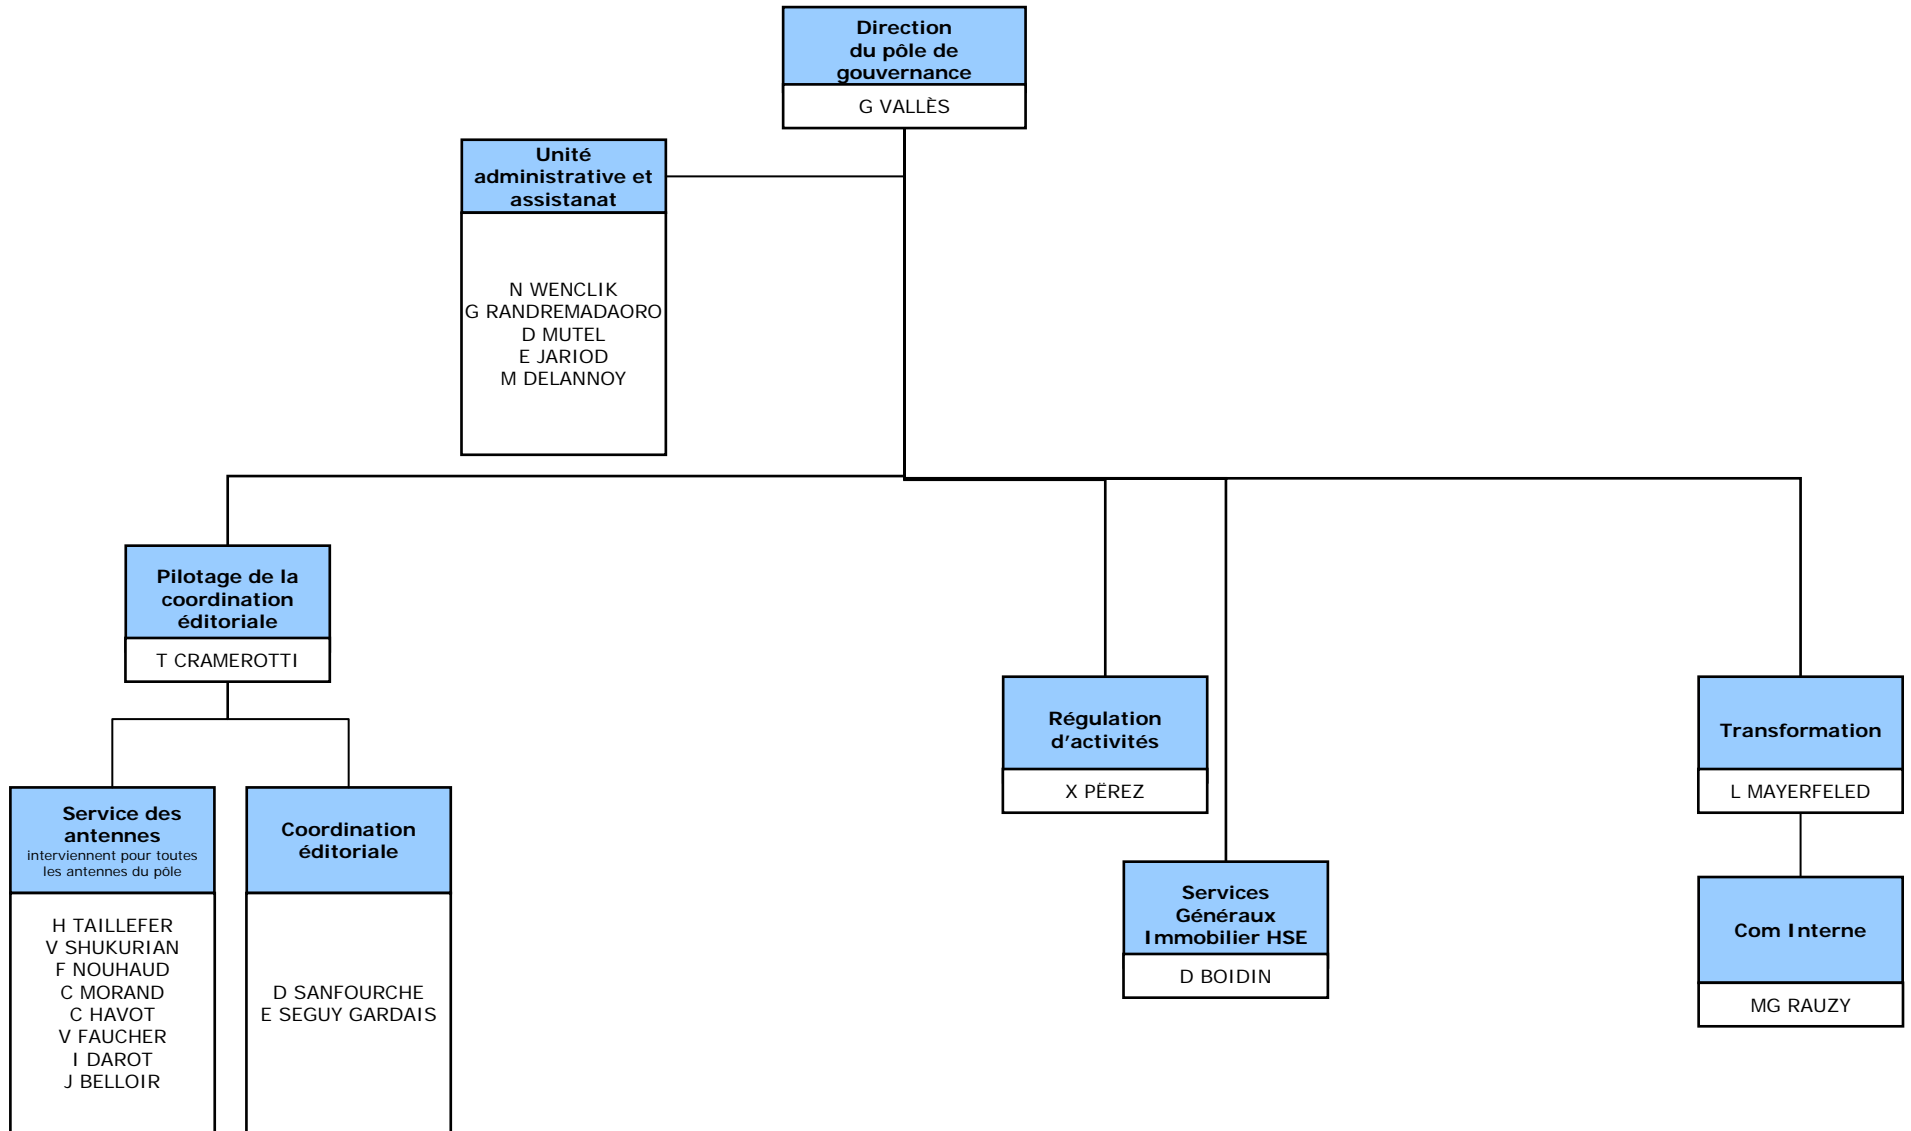 Direction
du pôle de
gouvernance
G VALLÈS
Unité
administrative et
assistanat
N WENCLIK
G RANDREMADAORO
D MUTEL
E JARIOD
M DELANNOY
Pilotage de la
coordination
éditoriale
T CRAMEROTTI
Service des
antennes
interviennent pour toutes
les antennes du pôle
H TAILLEFER
V SHUKURIAN
F NOUHAUD
C MORAND
C HAVOT
V FAUCHER
I DAROT
J BELLOIR
Coordination
éditoriale
D SANFOURCHE
E SEGUY GARDAIS
Régulation
d’activités
X PËREZ
Services
Généraux
Immobilier HSE
D BOIDIN
Transformation
L MAYERFELED
Com Interne
MG RAUZY